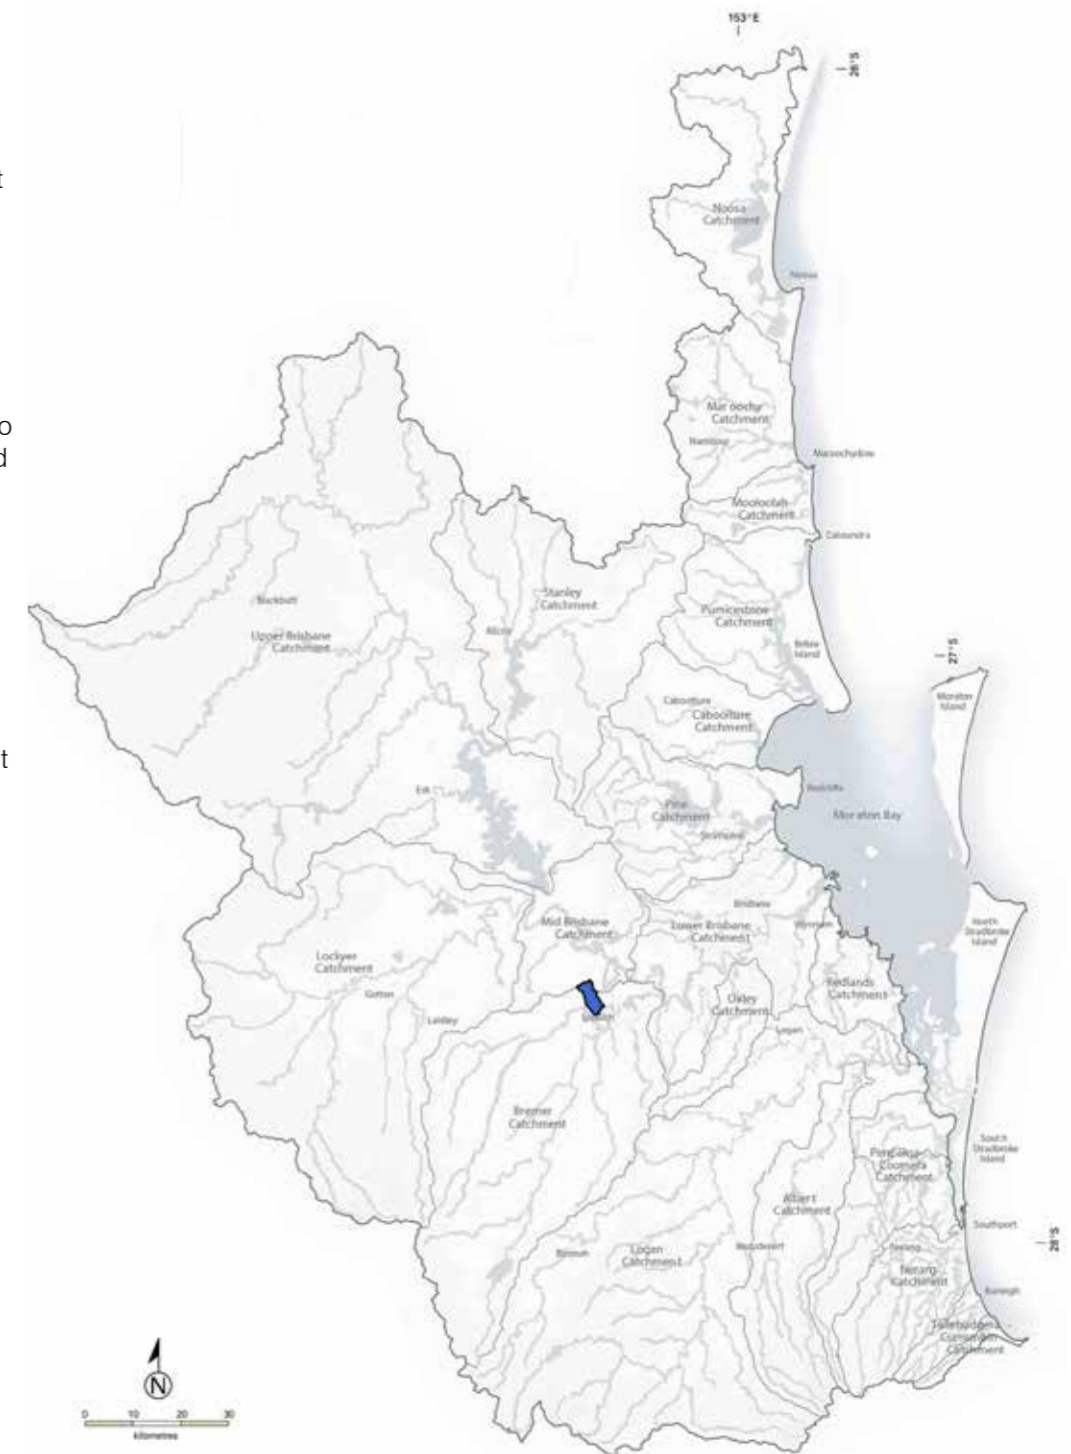 153°E
26°S
t
Noosa
Catchment
Noosa
o
d
Maroochy
Catchment
Nambour
Maroochydore
Mooloolah
Catchment
Caloundra
Stanley
Catchment
Blackbutt
Kilcoy
Upper Brisbane
Catchment
Pumicestone
Catchment
Bribie
Island
27°S
Moreton
Island
Caboolture
Caboolture
Catchment
t
Esk
Redcliffe
Pine
Catchment
Moreton Bay
Brisbane
Mid Brisbane
Catchment
Lower Brisbane
Catchment
Wynnum
North
Stradbroke
Island
Lockyer
Catchment
Gatton
Redlands
Catchment
Oxley
Catchment
Laidley
Logan
Bremer
Catchment
South
Stradbroke
Island
Pimpama
Coomera
Catchment
Albert
Catchment
Southport
28°S
Boonah
Logan
Catchment
Beaudesert
Nerang
Nerang
Catchment
Burleigh
Tallebudgera -
Currumbin
Catchment
N
0 10 20 30
kilometres